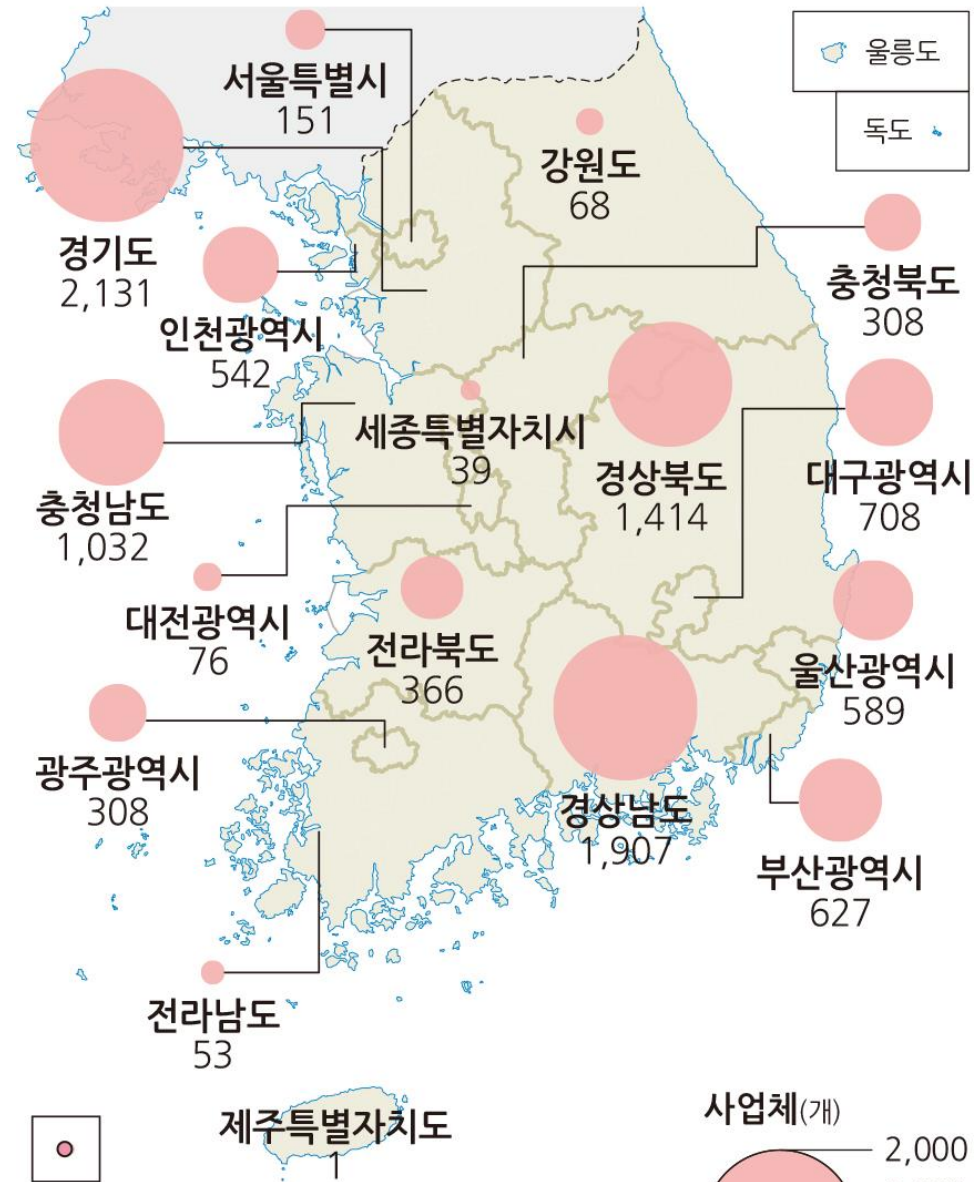 울릉도
독도
서울특별시
151
강원도
68
경기도
2,131
인천광역시
542
충청북도
308
충청남도
1,032
세종특별자치시
39
경상북도
1,414
대구광역시
708
대전광역시
76
전라북도
366
울산광역시
589
광주광역시
308
경상남도
1,907
부산광역시
627
전라남도
53
제주특별자치도
1
사업체(개)
2,000